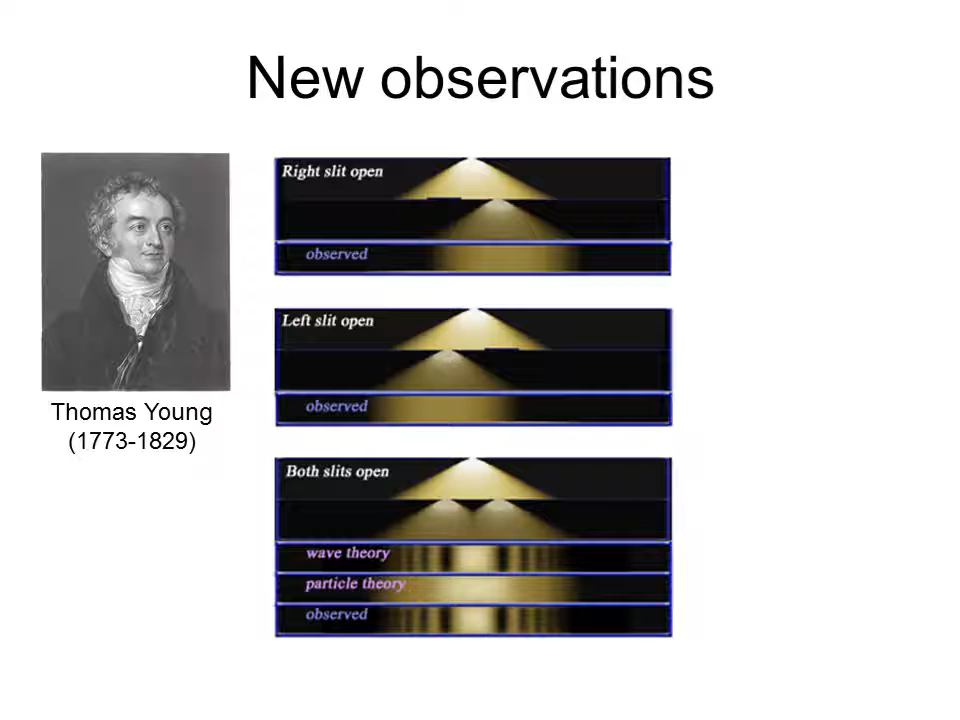 New observations
Thomas Young
(1773-1829)
Right slit open
observed
Left slit open
observed
Both slits open
wave theory
particle theory
observed